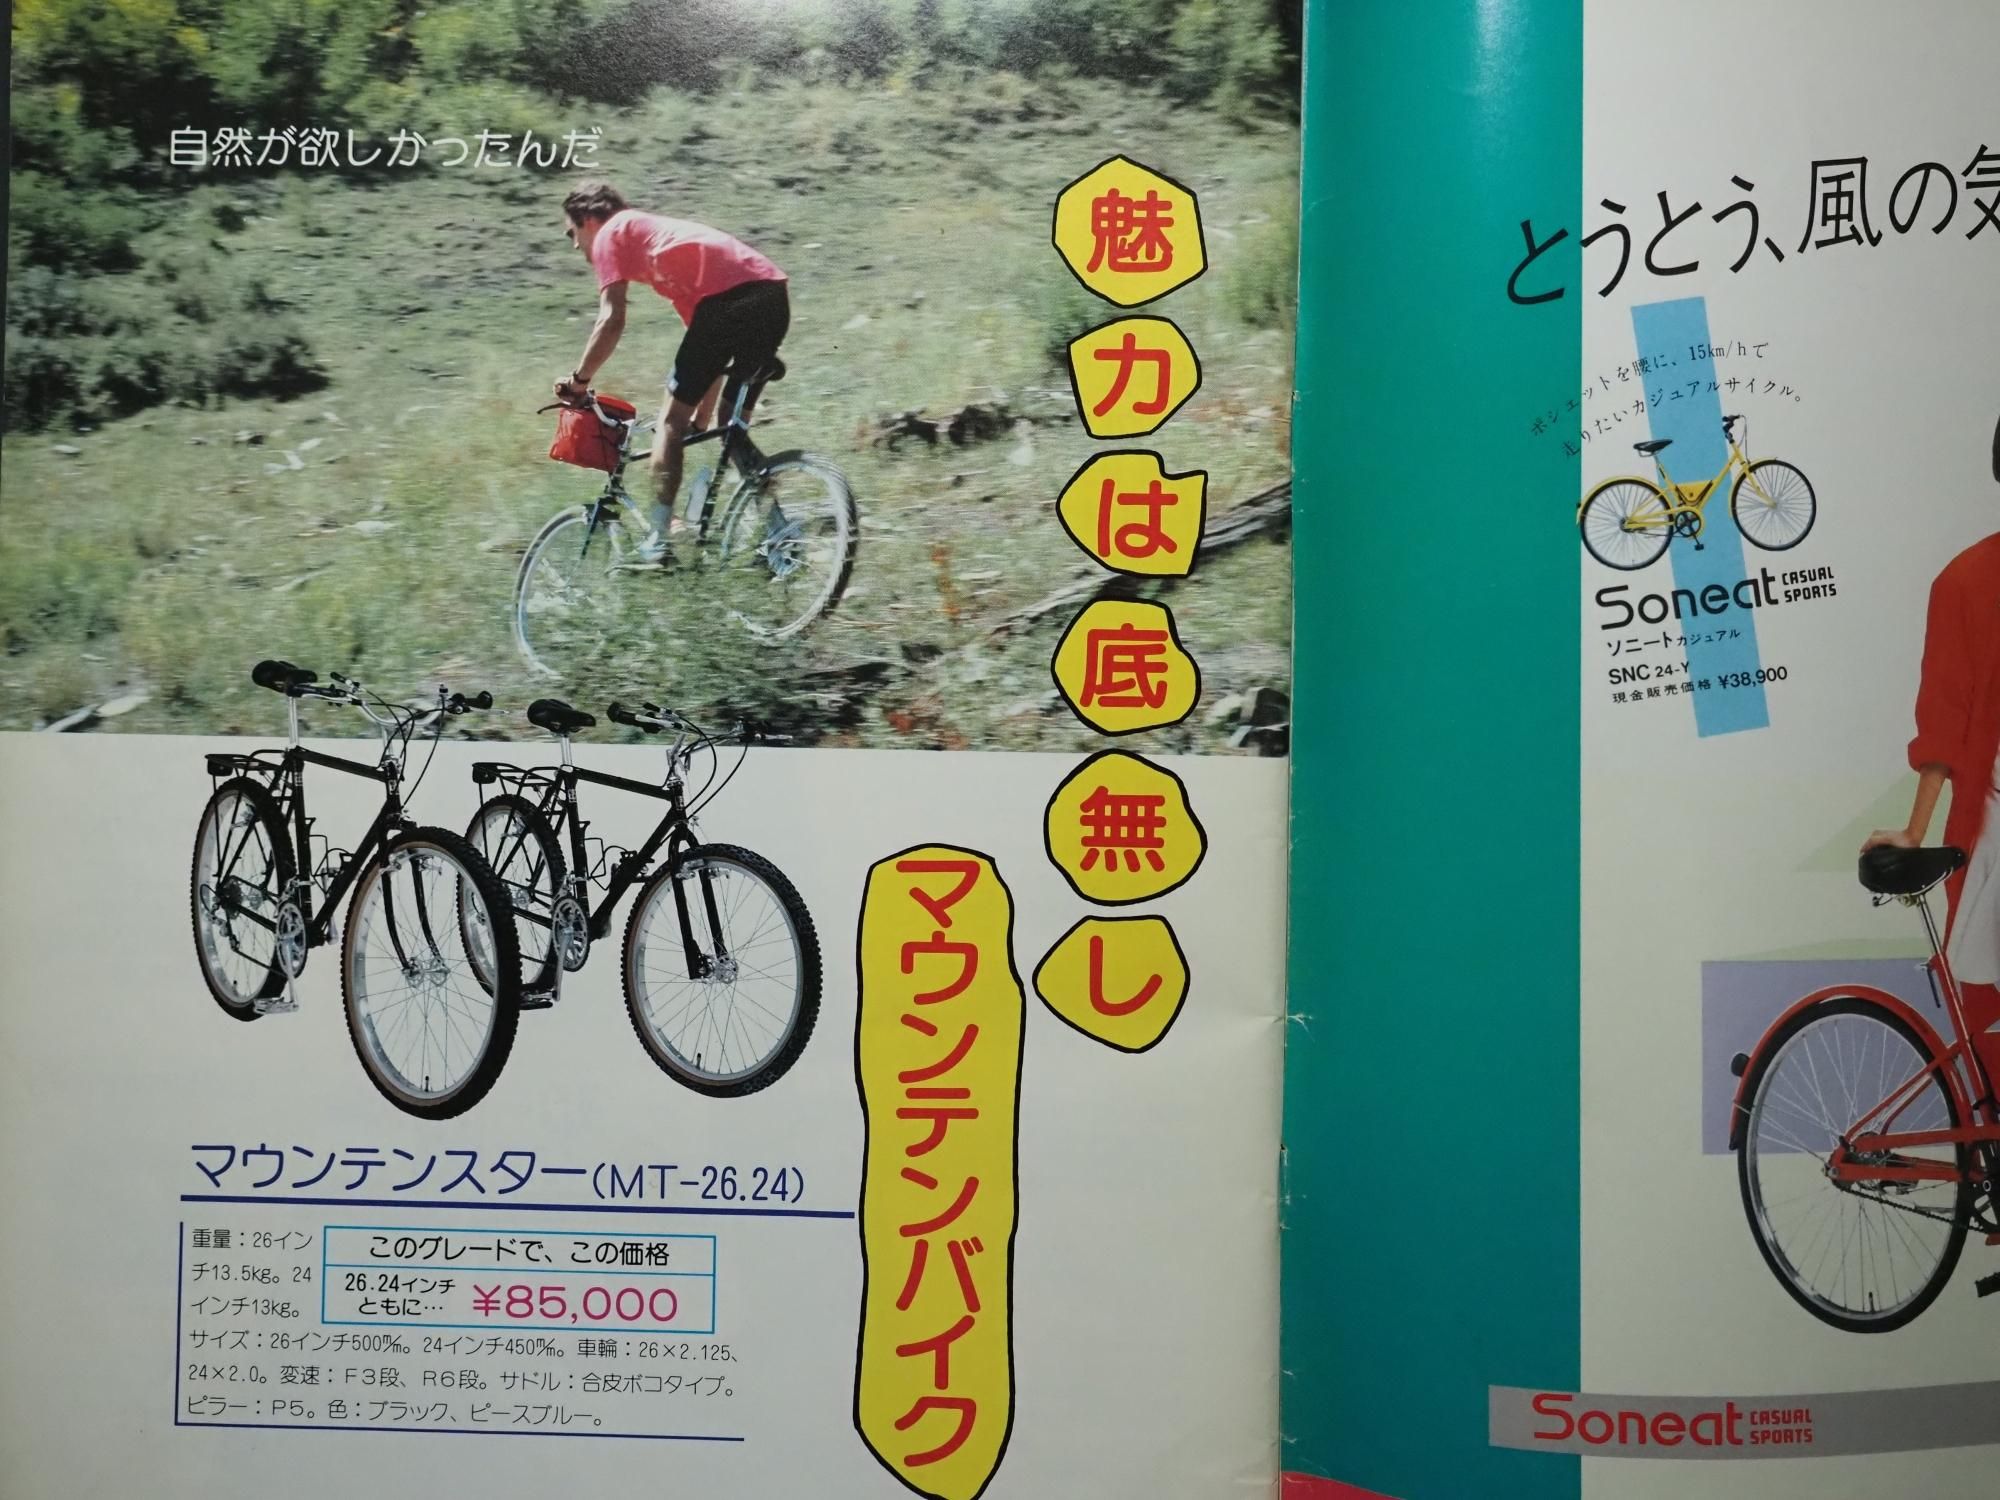 自然が欲しかったんだ
魅力は底無し
マウンテンバイク
マウンテンスター(MT-26.24)
重量：26イン
チ13.5kg。24
インチ13kg。
このグレードで、この価格
26.24インチ
ともに… ¥85,000
サイズ：26インチ500㎜。24インチ450㎜。車輪：26×2.125、
24×2.0。変速：F3段、R6段。サドル：合皮ボコタイプ。
ピラー：P5。色：ブラック、ピースブルー。
とうとう、風の気
ポシェットを腰に、15km/hで
走りたいカジュアルサイクル。
Soneat CASUAL SPORTS
ソニートカジュアル
SNC 24-Y
現金販売価格 ¥38,900
Soneat CASUAL SPORTS